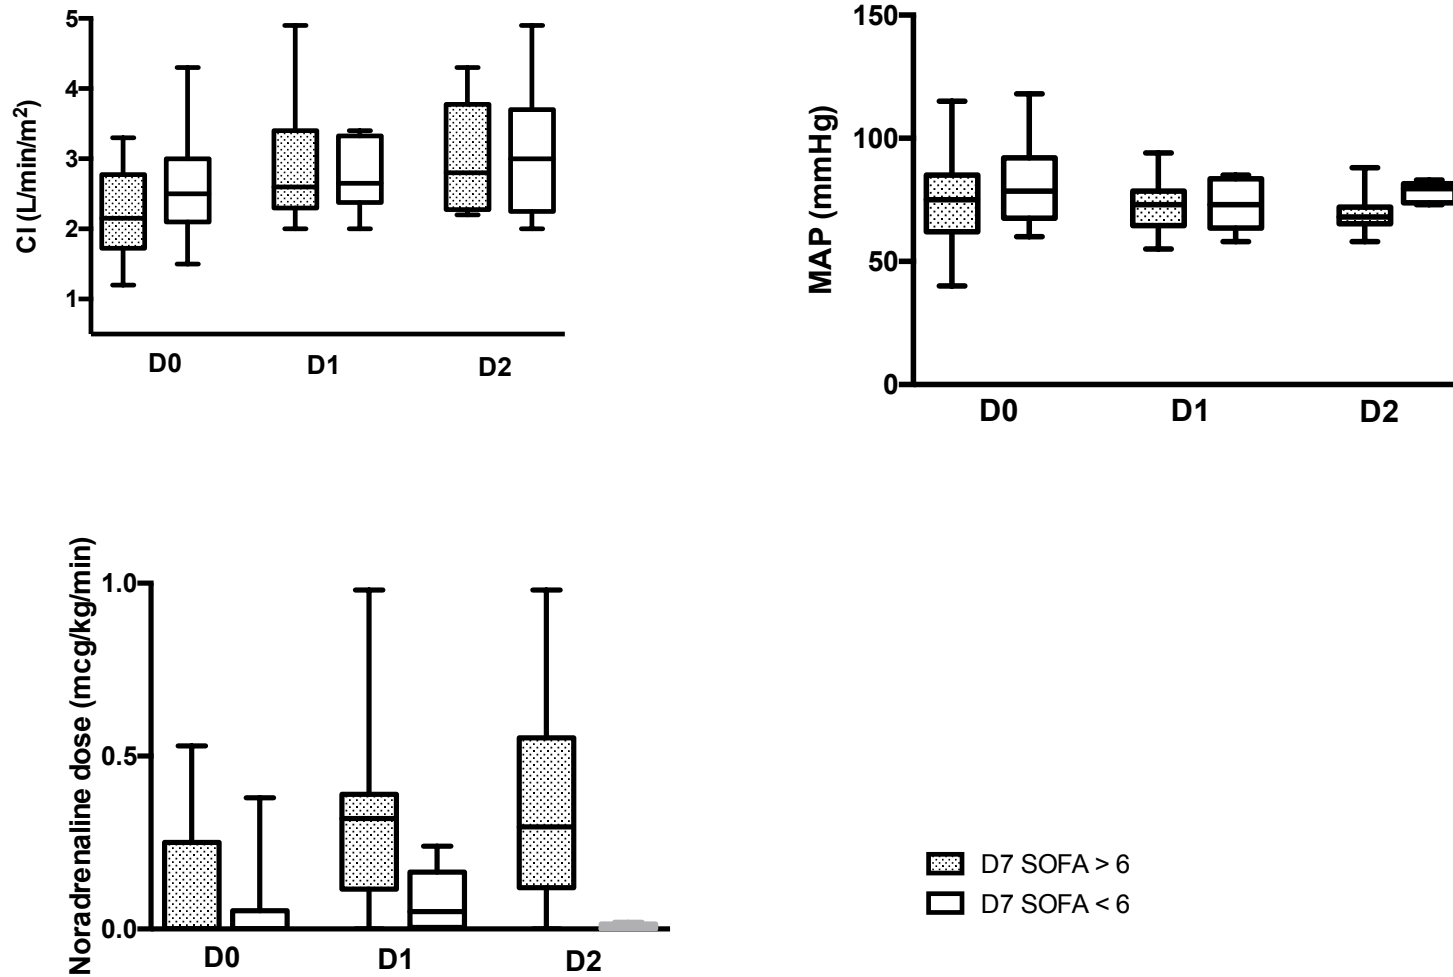 CI (L/min/m²)
5
4
3
2
1
D0 D1 D2
MAP (mmHg)
150
100
50
0
D0 D1 D2
Noradrenaline dose (mcg/kg/min)
1.0
0.5
0.0
D0 D1 D2
D7 SOFA > 6
D7 SOFA < 6